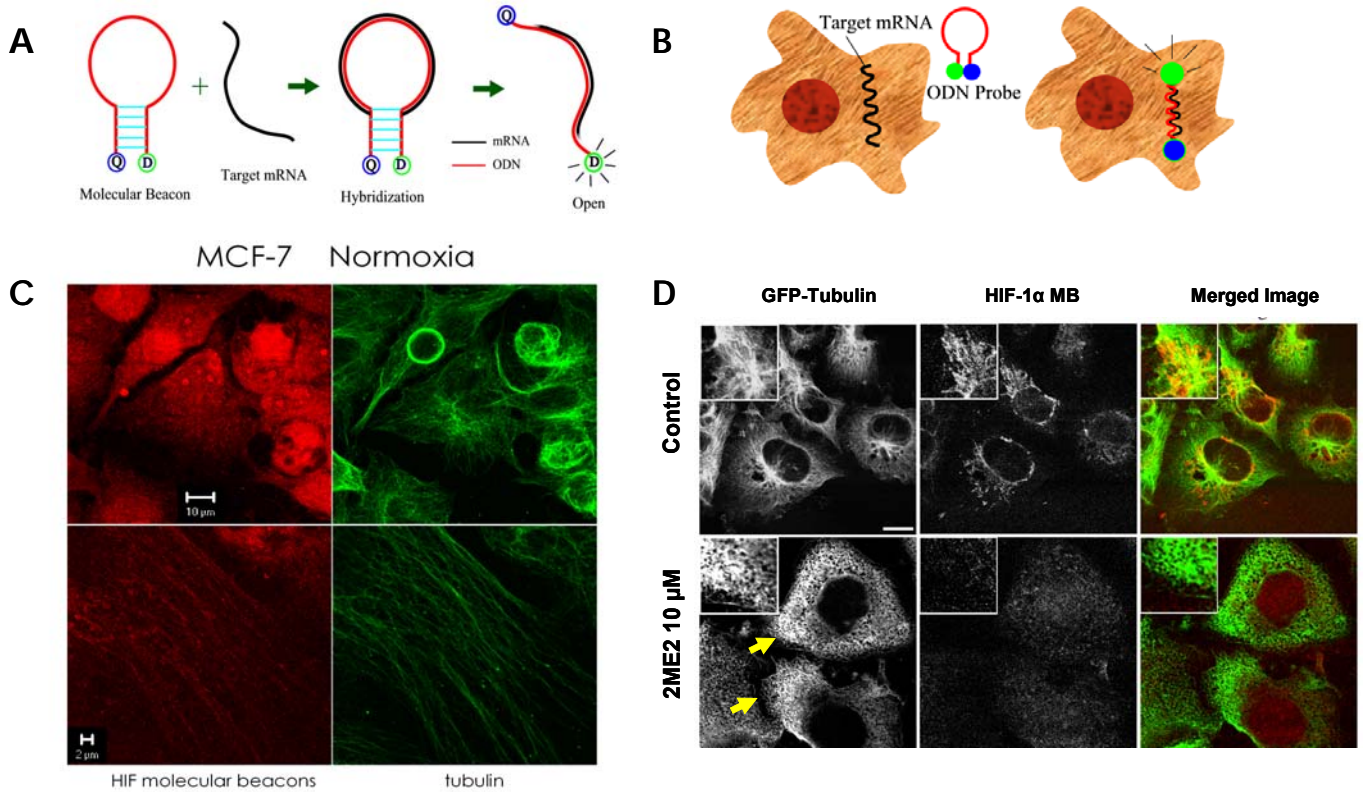 A
Q
D
Molecular Beacon
+
Target mRNA
Q
D
Hybridization
mRNA
ODN
Q
D
Open
B
Target mRNA
ODN Probe
MCF-7 Normoxia
C
10 µm
2 µm
HIF molecular beacons
tubulin
D
GFP-Tubulin
HIF-1α MB
Merged Image
Control
2ME2 10 µM